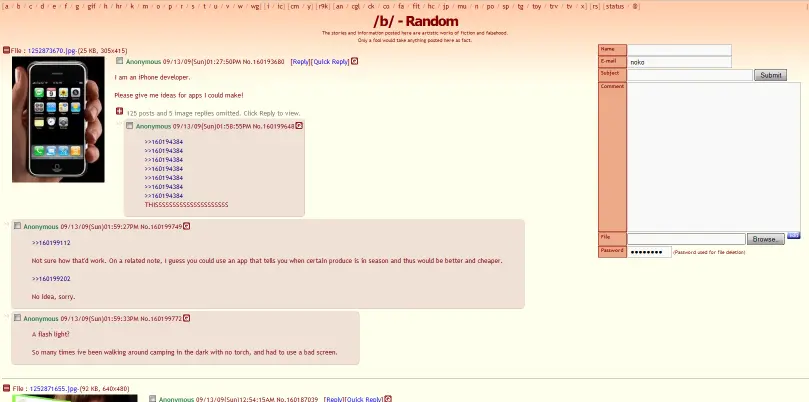 [a / b / c / d / e / f / g / gif / h / hr / k / m / o / p / r / s / t / u / v / w / wg] [i / ic] [cm / y] [r9k] [an / cgl / ck / co / fa / fit / hc / jp / mu / n / po / sp / tg / toy / trv / tv / x] [rs] [status / @]
/b/ - Random
The stories and information posted here are artistic works of fiction and falsehood.
Only a fool would take anything posted here as fact.
File : 1252873670.jpg-(25 KB, 305x415)
Anonymous 09/13/09(Sun)01:27:50PM No.160193680 [Reply][Quick Reply]
I am an iPhone developer.
Please give me ideas for apps I could make!
125 posts and 5 image replies omitted. Click Reply to view.
Anonymous 09/13/09(Sun)01:58:55PM No.160199648
>>160194384
>>160194384
>>160194384
>>160194384
>>160194384
>>160194384
>>160194384
THISSSSSSSSSSSSSSSSSSSSS
Anonymous 09/13/09(Sun)01:59:27PM No.160199749
>>160199112
Not sure how that'd work. On a related note, I guess you could use an app that tells you when certain produce is in season and thus would be better and cheaper.
>>160199202
No idea, sorry.
Anonymous 09/13/09(Sun)01:59:33PM No.160199772
A flash light?
So many times ive been walking around camping in the dark with no torch, and had to use a bad screen.
File : 1252871655.jpg-(92 KB, 640x480)
Anonymous 09/13/09(Sun)12:54:15AM No.160187039 [Reply][Quick Reply]
Name
E-mail
noko
Subject
Submit
Comment
File
Browse..
Password
(Password used for file deletion)